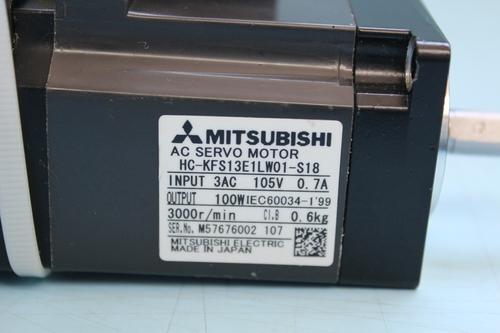 MITSUBISHI
AC SERVO MOTOR
HC-KFS13E1LW01-S18
INPUT 3AC 105V 0.7A
OUTPUT 100W IEC60034-1'99
3000r/min CI.B 0.6kg
SER.No. M57676002 107
MITSUBISHI ELECTRIC
MADE IN JAPAN